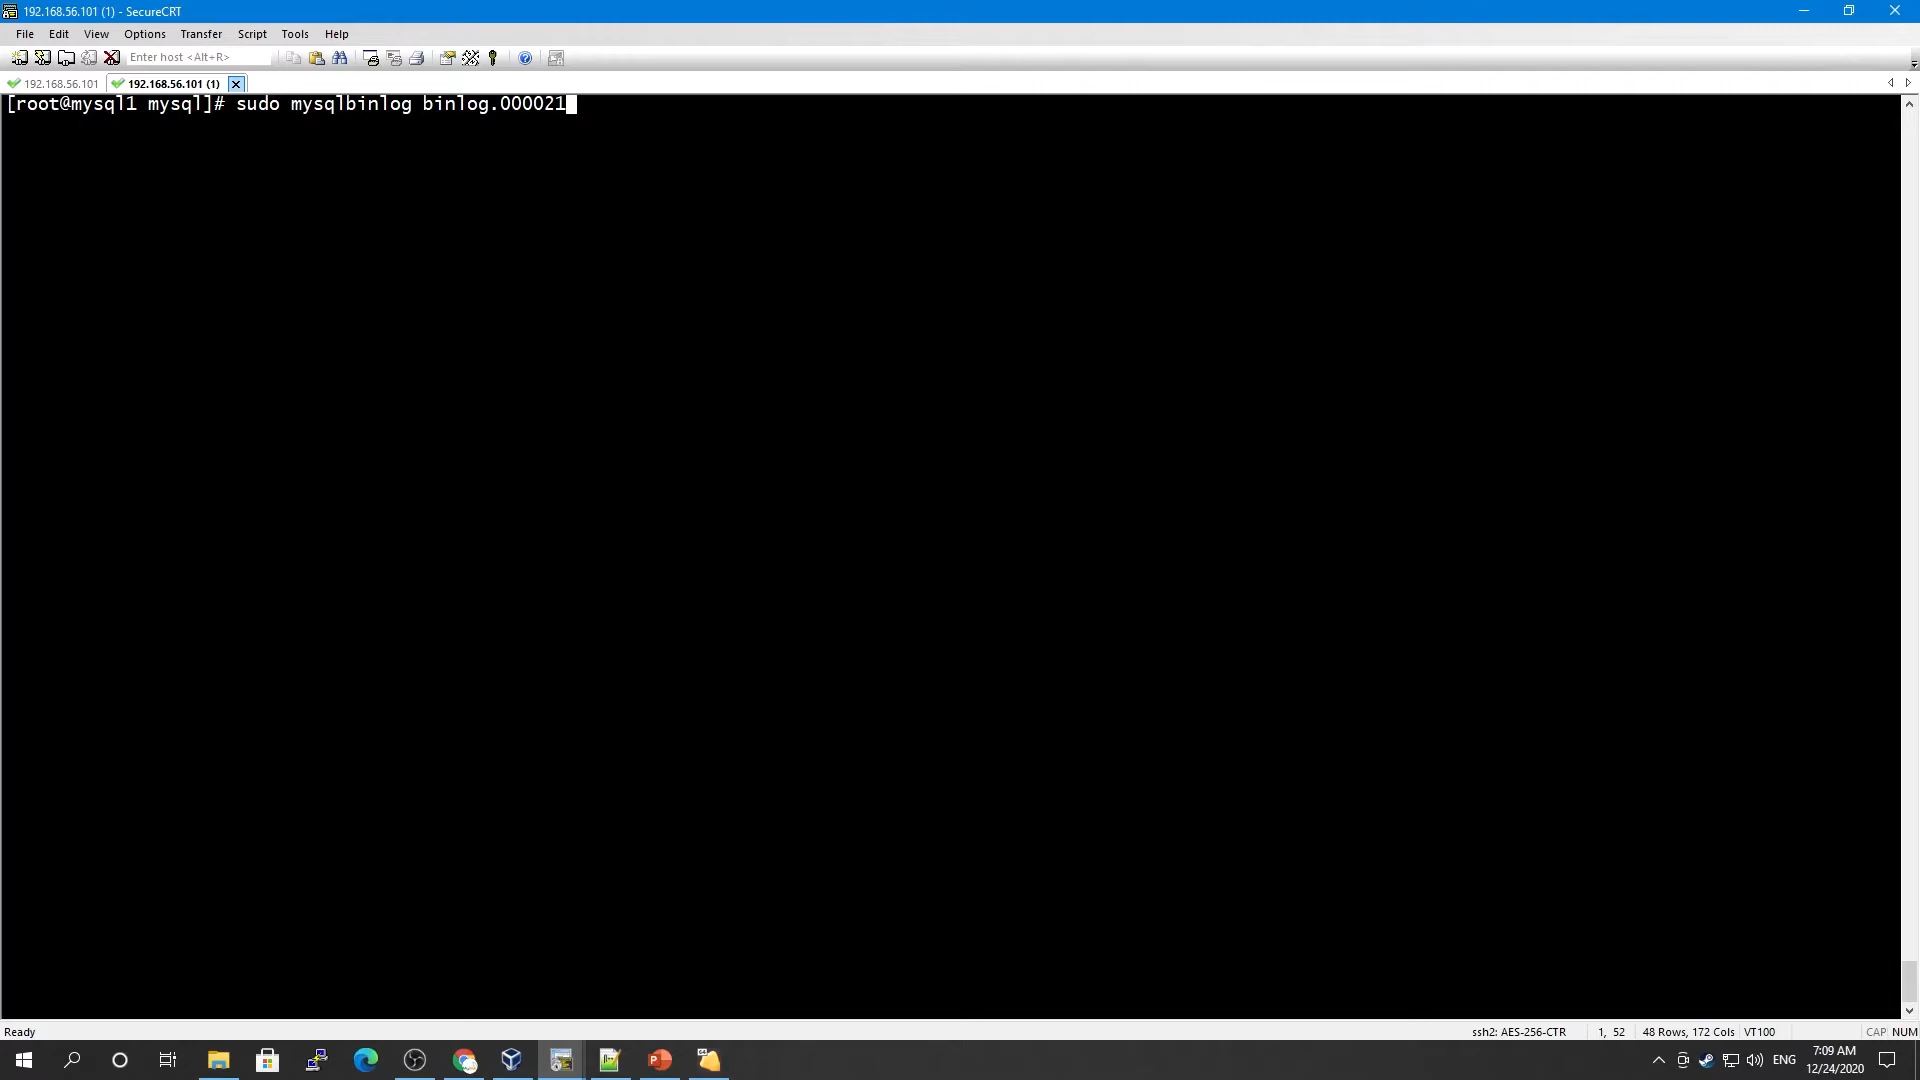 192.168.56.101 (1) - SecureCRT
File Edit View Options Transfer Script Tools Help
Enter host <Alt+R>
192.168.56.101 192.168.56.101 (1)
[root@mysql1 mysql]# sudo mysqlbinlog binlog.000021
Ready ssh2: AES-256-CTR 1, 52 48 Rows, 172 Cols VT100 CAP NUM
ENG 7:09 AM
12/24/2020